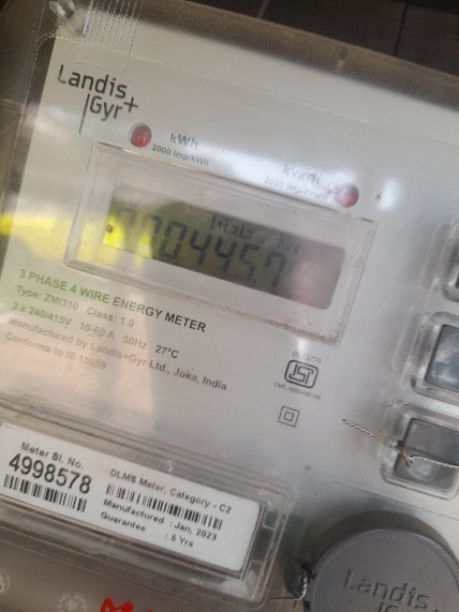 Landis
Gyr+
kWh
2000 Imp/kWh
kvarh
3 PHASE 4 WIRE ENERGY METER
Type: ZMI310 Class: 1.0
3 x 240/415V 10-60 A 50Hz 27°C
Manufactured by Landis+Gyr Ltd., Joka, India
Conforms to IS
Meter Sl. No.
4998578
DLMS Meter, Category - C2
Manufactured : Jan, 2023
Guarantee : 5 Yrs
Landis